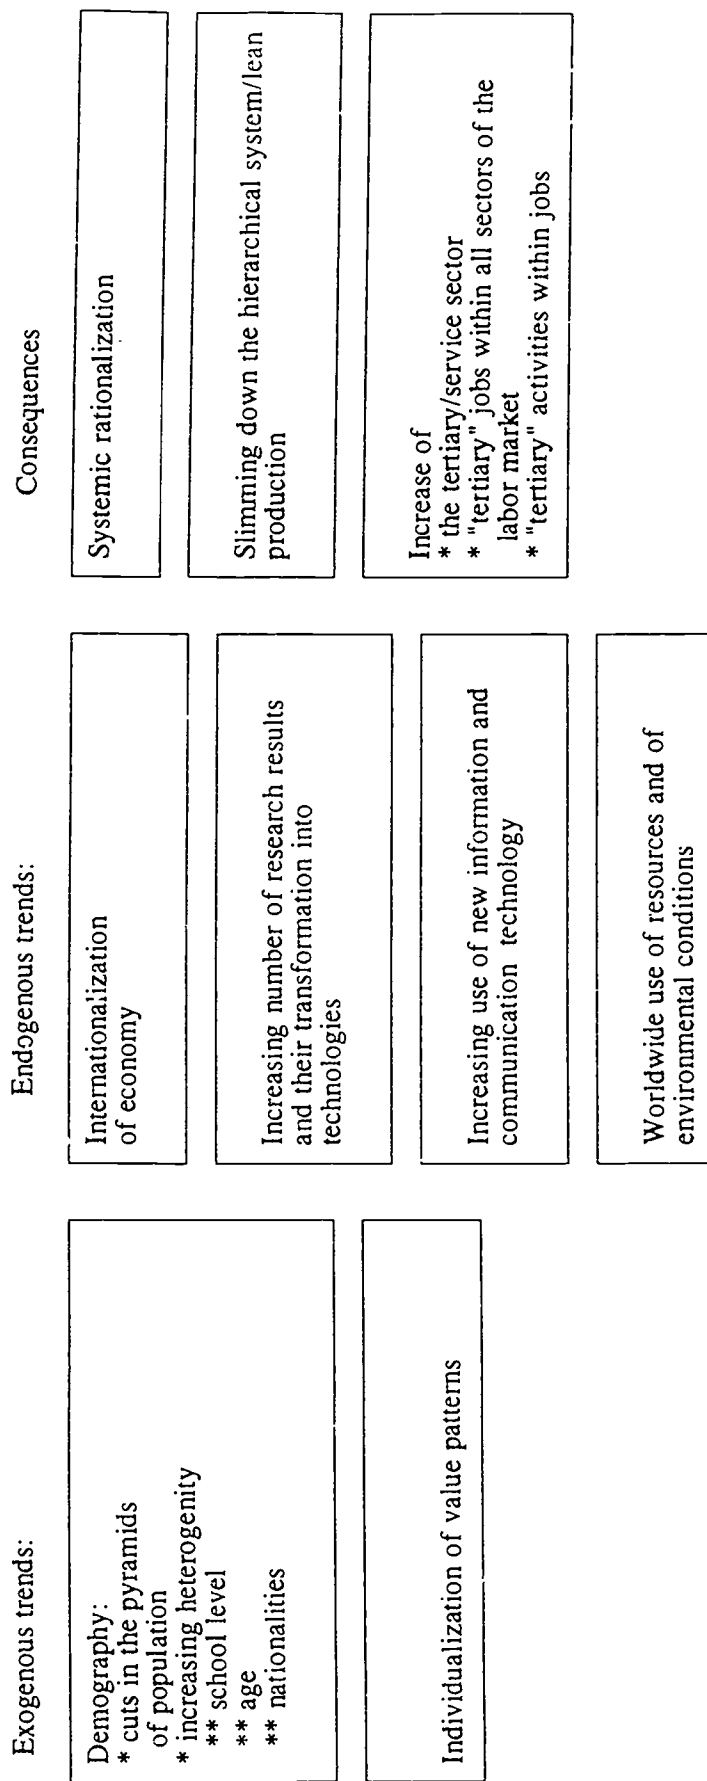 Exogenous trends:
Demography:
* cuts in the pyramids
of population
* increasing heterogenity
** school level
** age
** nationalities
Individualization of value patterns
Endogenous trends:
Internationalization
of economy
Increasing number of research results
and their transformation into
technologies
Increasing use of new information and
communication technology
Worldwide use of resources and of
environmental conditions
Consequences
Systemic rationalization
Slimming down the hierarchical system/lean
production
Increase of
* the tertiary/service sector
* "tertiary" jobs within all sectors of the
labor market
* "tertiary" activities within jobs